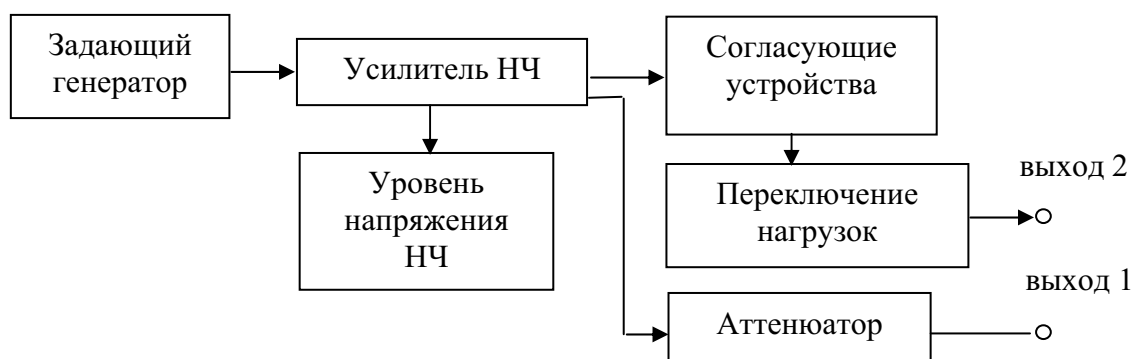 Задающий
генератор
Усилитель НЧ
Согласующие
устройства
Уровень
напряжения
НЧ
Переключение
нагрузок
выход 2
Аттенюатор
выход 1